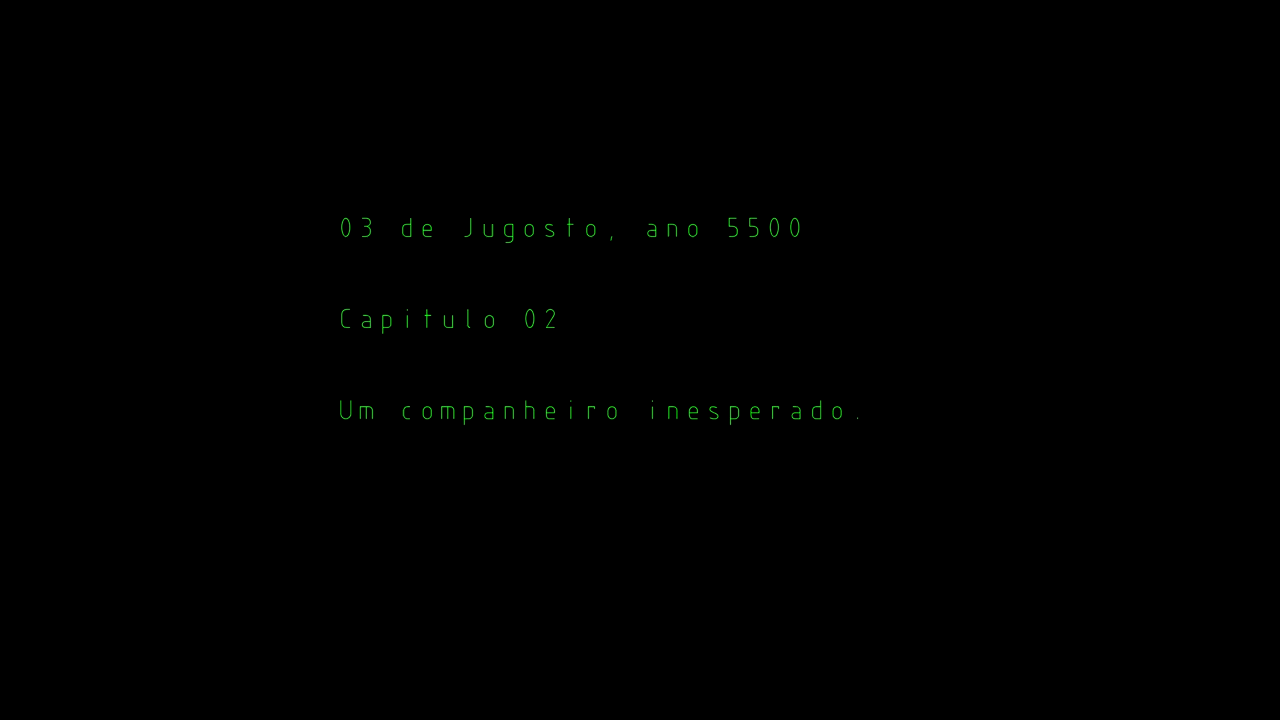 03 de Jugosto, ano 5500
Capitulo 02
Um companheiro inesperado.